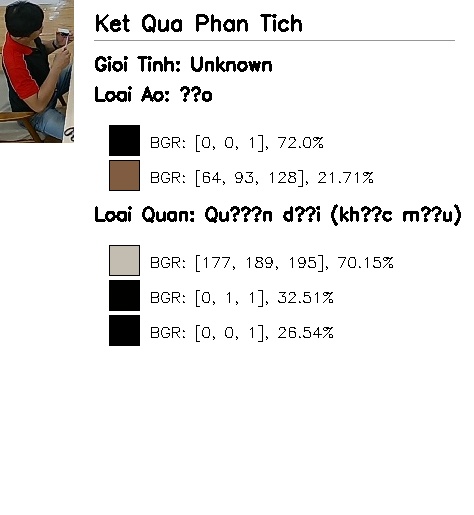 Ket Qua Phan Tich
Gioi Tinh: Unknown
Loai Ao: ??o
BGR: [0, 0, 1], 72.0%
BGR: [64, 93, 128], 21.71%
Loai Quan: Qu???n d??i (kh??c m??u)
BGR: [177, 189, 195], 70.15%
BGR: [0, 1, 1], 32.51%
BGR: [0, 0, 1], 26.54%